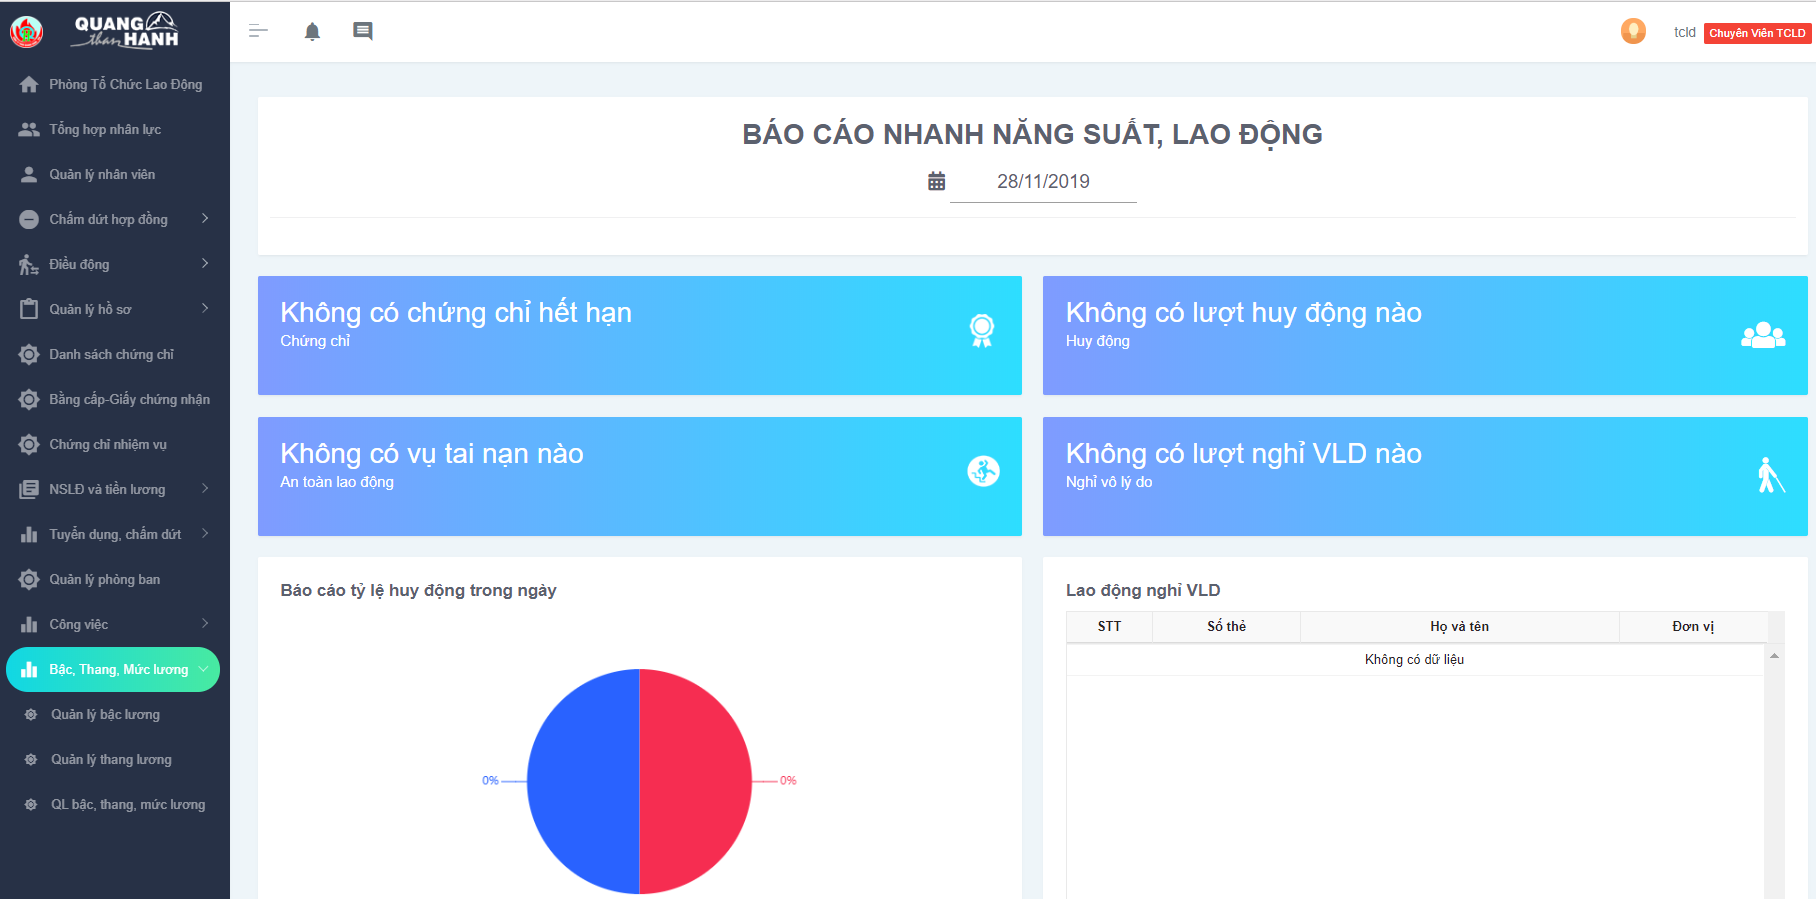 QUANG
than HANH
Phòng Tổ Chức Lao Động
Tổng hợp nhân lực
Quản lý nhân viên
Chấm dứt hợp đồng
Điều động
Quản lý hồ sơ
Danh sách chứng chỉ
Bằng cấp-Giấy chứng nhận
Chứng chỉ nhiệm vụ
NSLĐ và tiền lương
Tuyển dụng, chấm dứt
Quản lý phòng ban
Công việc
Bậc, Thang, Mức lương
Quản lý bậc lương
Quản lý thang lương
QL bậc, thang, mức lương
tcld Chuyên Viên TCLD
BÁO CÁO NHANH NĂNG SUẤT, LAO ĐỘNG
28/11/2019
Không có chứng chỉ hết hạn
Chứng chỉ
Không có lượt huy động nào
Huy động
Không có vụ tai nạn nào
An toàn lao động
Không có lượt nghỉ VLD nào
Nghỉ vô lý do
Báo cáo tỷ lệ huy động trong ngày
0% 0%
Lao động nghỉ VLD
STT Số thẻ Họ và tên Đơn vị
Không có dữ liệu